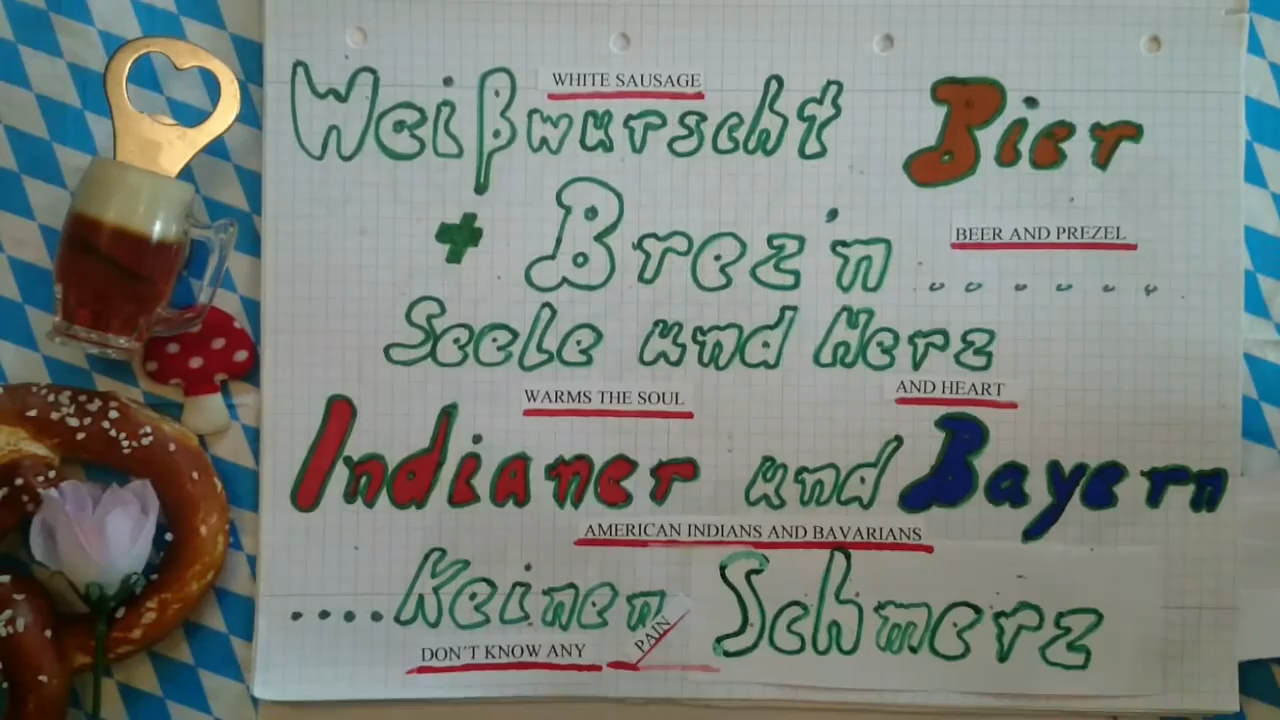 WHITE SAUSAGE
Weißwurscht Bier
+ Brez'n ......
BEER AND PREZEL
Seele und Herz
WARMS THE SOUL AND HEART
Indianer und Bayern
AMERICAN INDIANS AND BAVARIANS
....Keinen Schmerz
DON'T KNOW ANY PAIN